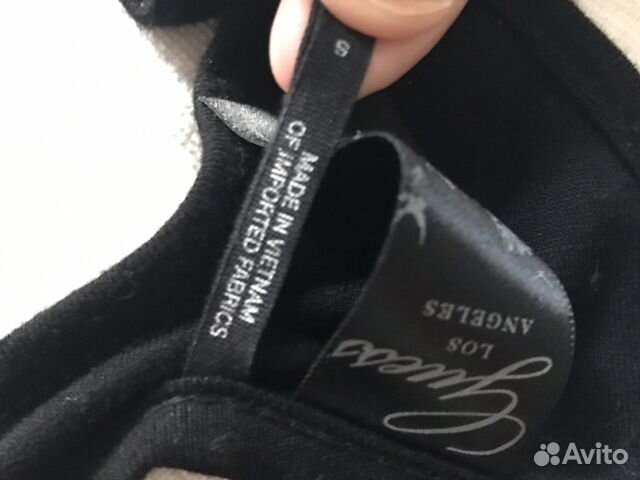 S
MADE IN VIETNAM
OF IMPORTED FABRICS
Guess
LOS
ANGELES
Avito